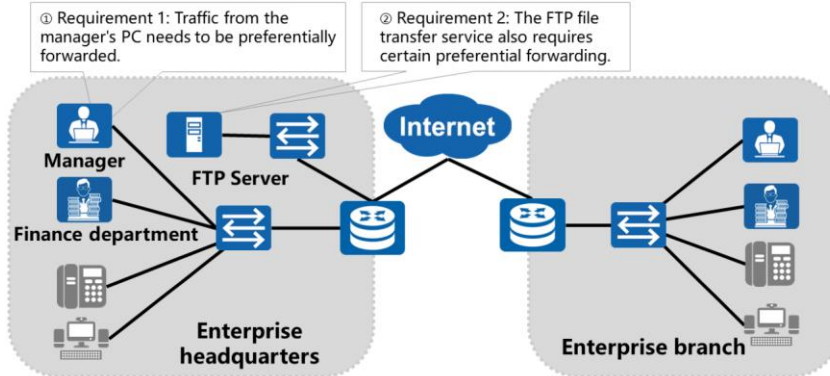 ① Requirement 1: Traffic from the
manager's PC needs to be preferentially
forwarded.
② Requirement 2: The FTP file
transfer service also requires
certain preferential forwarding.
Internet
Manager
FTP Server
Finance department
Enterprise
headquarters
Enterprise branch